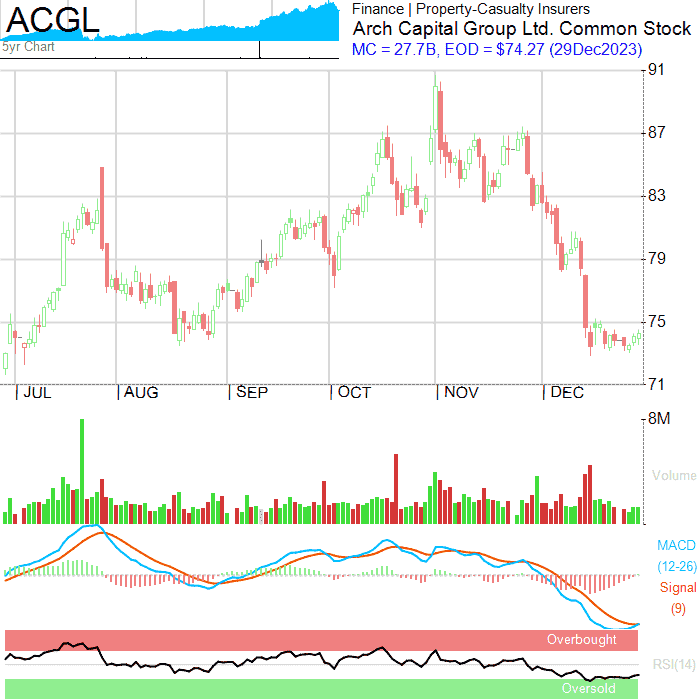 ACGL
5yr Chart
Finance | Property-Casualty Insurers
Arch Capital Group Ltd. Common Stock
MC = 27.7B, EOD = $74.27 (29Dec2023)
91
87
83
79
75
71
JUL AUG SEP OCT NOV DEC
8M
Volume
MACD
(12-26)
Signal
(9)
Overbought
RSI(14)
Oversold